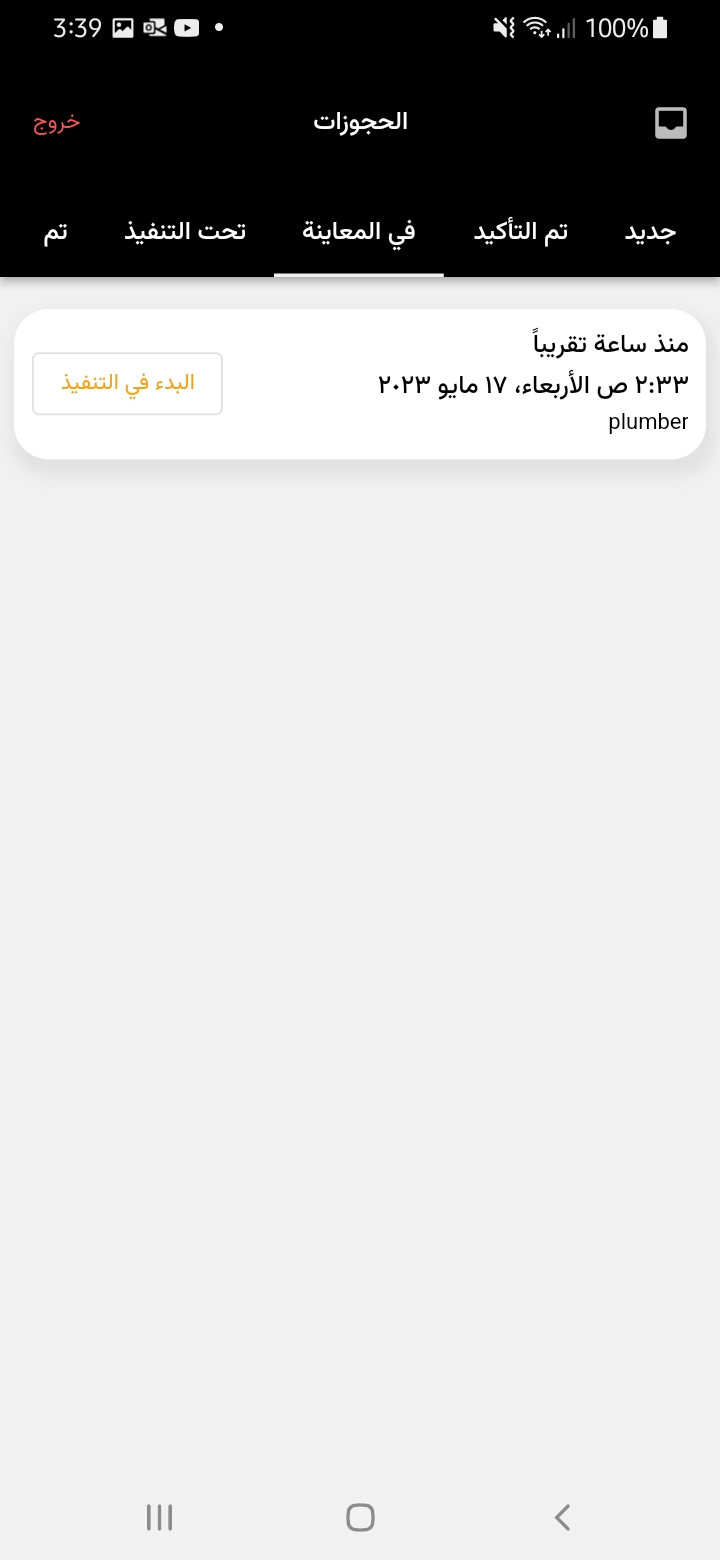 3:39 100%
خروج الحجوزات
جديد تم التأكيد في المعاينة تحت التنفيذ تم
منذ ساعة تقريباً
٢:٣٣ ص الأربعاء، ١٧ مايو ٢٠٢٣
plumber
البدء في التنفيذ